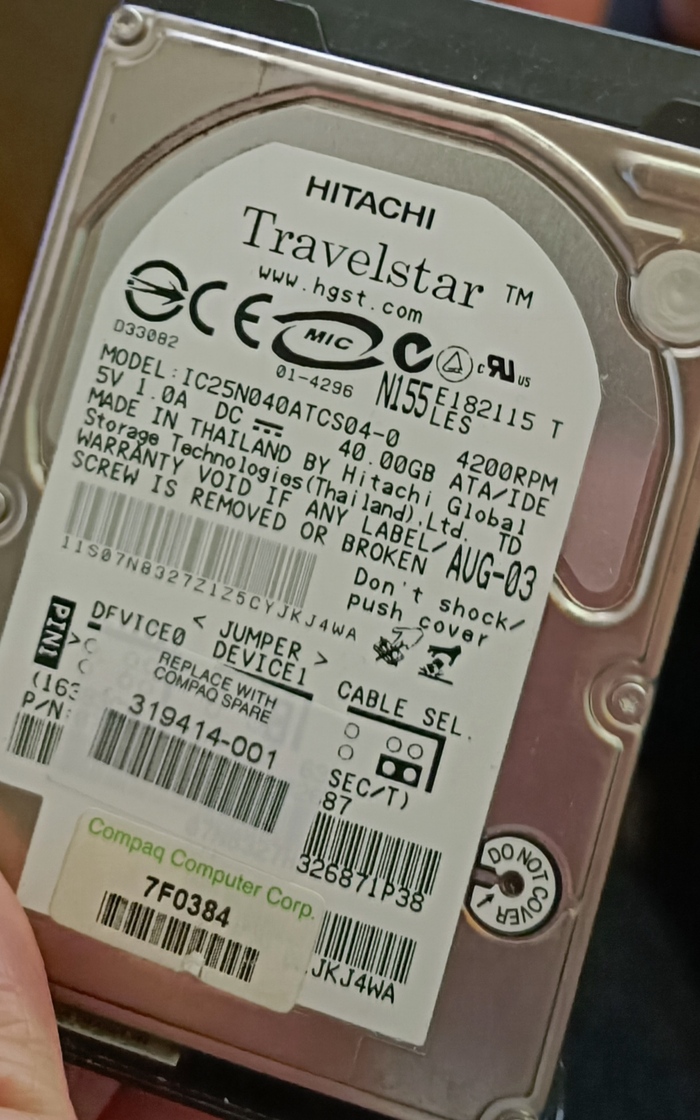 HITACHI
Travelstar ™
www.hgst.com
CE MIC c RU us
D33082 01-4296 N155 E182115 T
LES
MODEL:IC25N040ATCS04-0 4200RPM
5V 1.0A DC 40.00GB ATA/IDE
MADE IN THAILAND BY Hitachi Global
Storage Technologies(Thailand),Ltd. TD
WARRANTY VOID IF ANY LABEL/
SCREW IS REMOVED OR BROKEN AUG-03
11S07N8327Z1Z5CYJKJ4WA
Don't shock/
push cover
PIN1
< JUMPER >
DEVICE0 DEVICE1 CABLE SEL.
REPLACE WITH
COMPAQ SPARE
319414-001
(163 SEC/T)
P/N: 87
326871P38
Compaq Computer Corp.
7F0384
JKJ4WA
DO NOT COVER